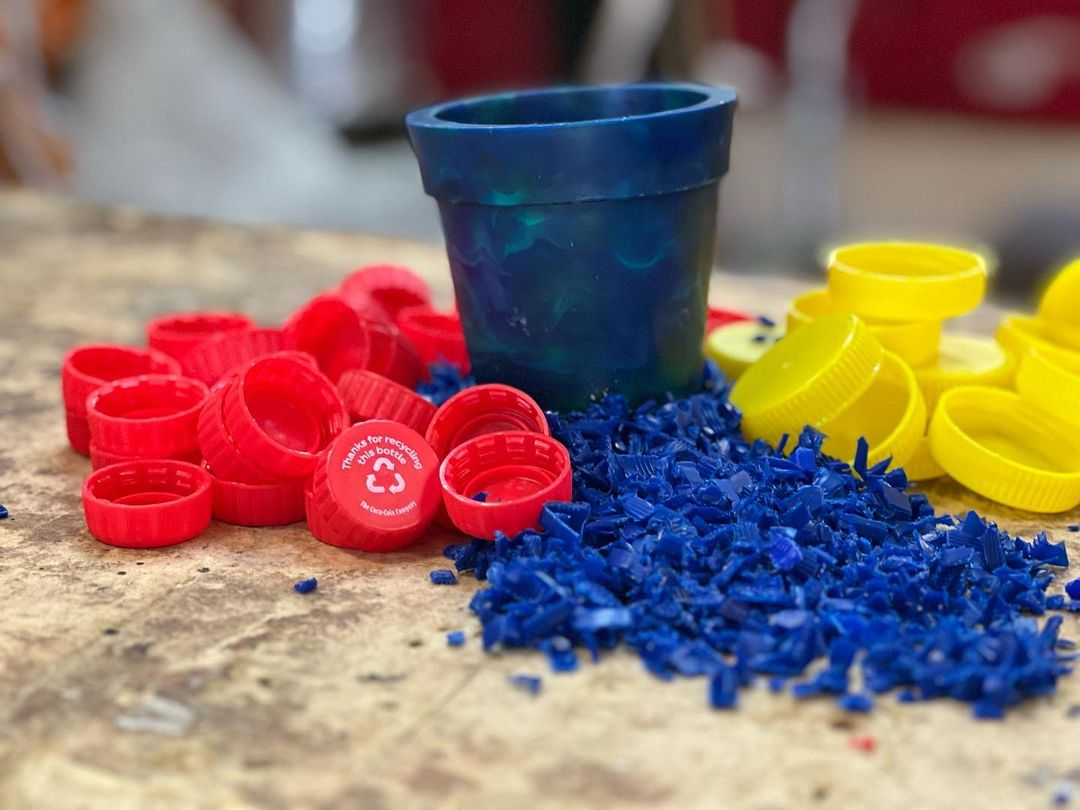 Thanks for recycling
this bottle
The Coca-Cola Company